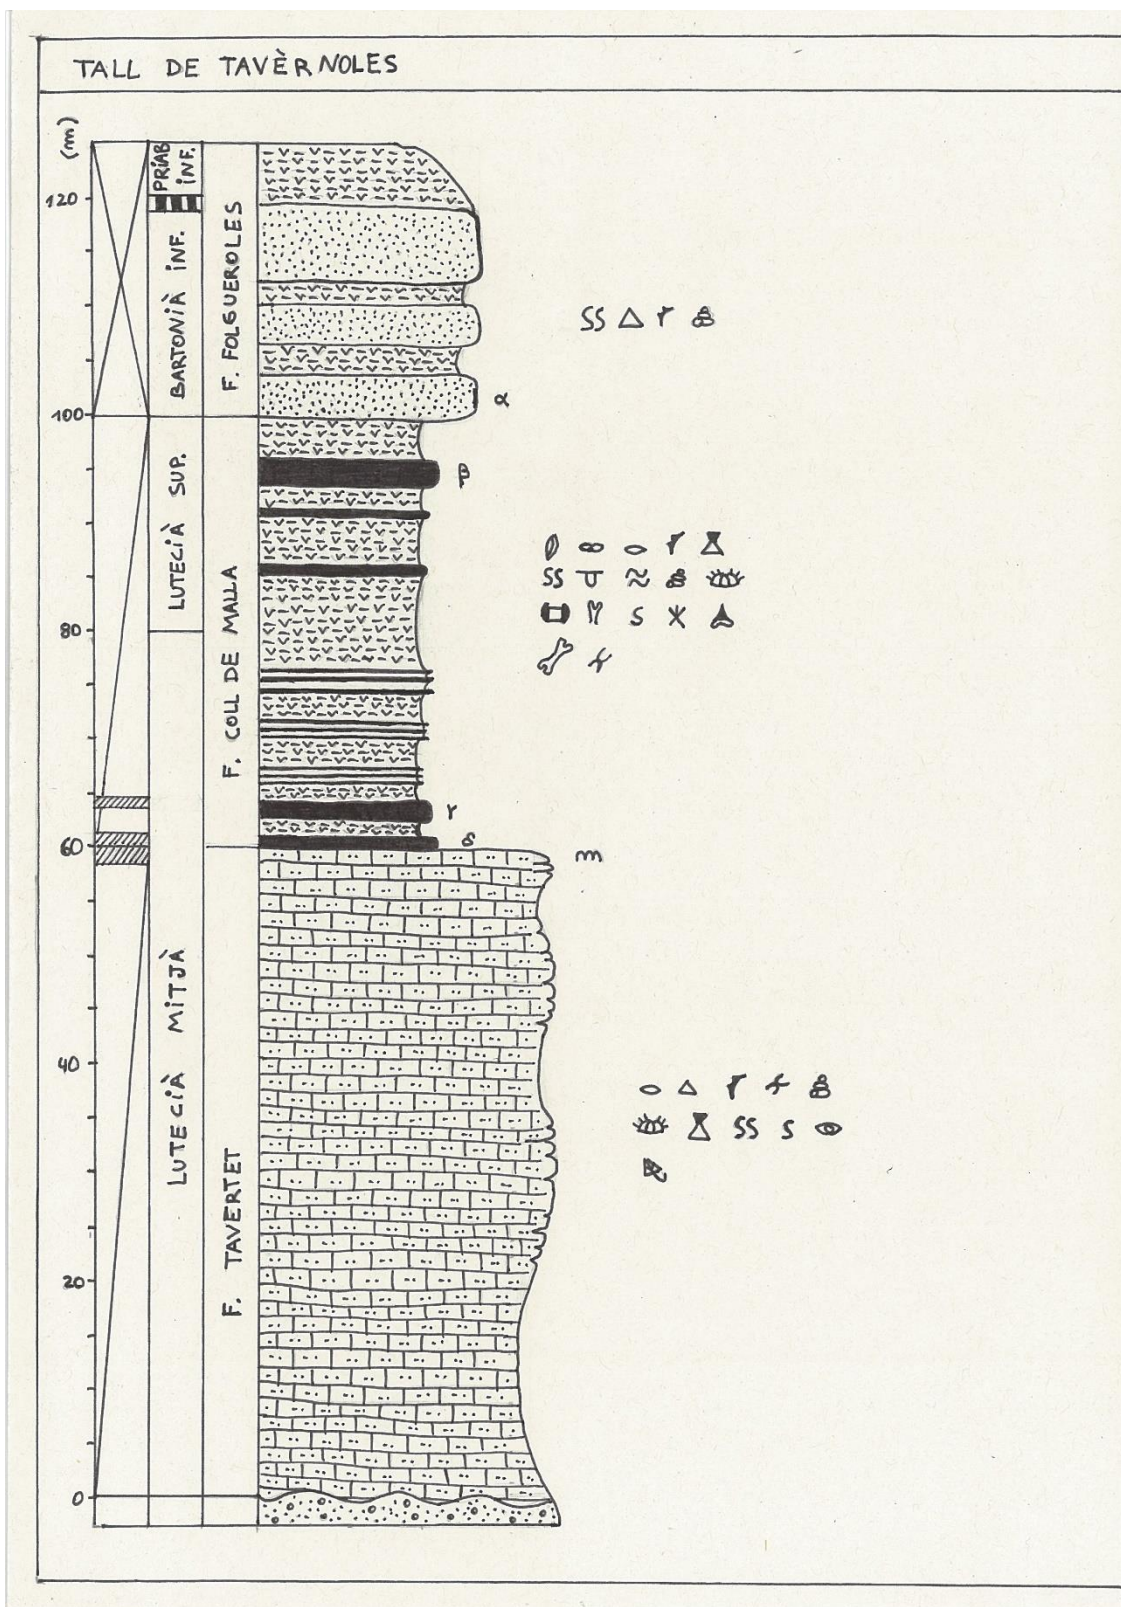 TALL DE TAVÈRNOLES
(m)
120
100
80
60
40
20
0
PRiAB
iNF.
BARTONiÀ iNF.
LUTECiÀ SUP.
LUTECiÀ MiTJÀ
F. FOLGUEROLES
F. COLL DE MALLA
F. TAVERTET
α
β
γ
δ
m